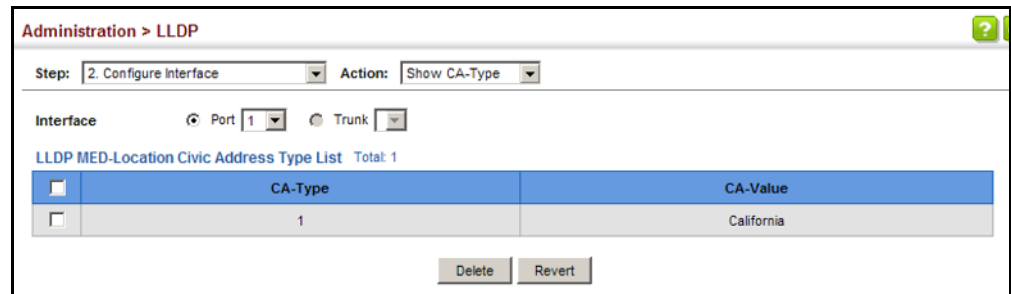 Administration > LLDP ?
Step: 2. Configure Interface Action: Show CA-Type
Interface Port 1 Trunk
LLDP MED-Location Civic Address Type List Total: 1
CA-Type CA-Value
1 California
Delete Revert